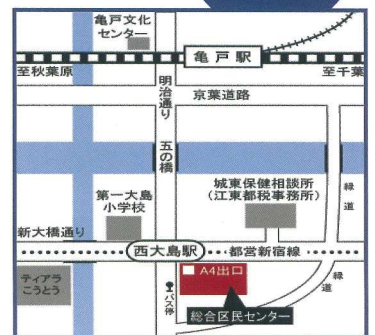 亀戸文化
センター
亀戸駅
至秋葉原
至千葉
明治通り
京葉道路
五の橋
第一大島
小学校
城東保健相談所
(江東都税事務所)
緑道
新大橋通り
西大島駅
都営新宿線
ティアラ
こうとう
バス停
A4出口
緑道
総合区民センター